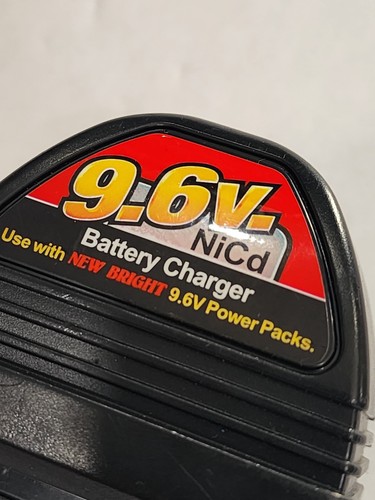 9.6v.
NiCd
Battery Charger
Use with NEW BRIGHT 9.6V Power Packs.